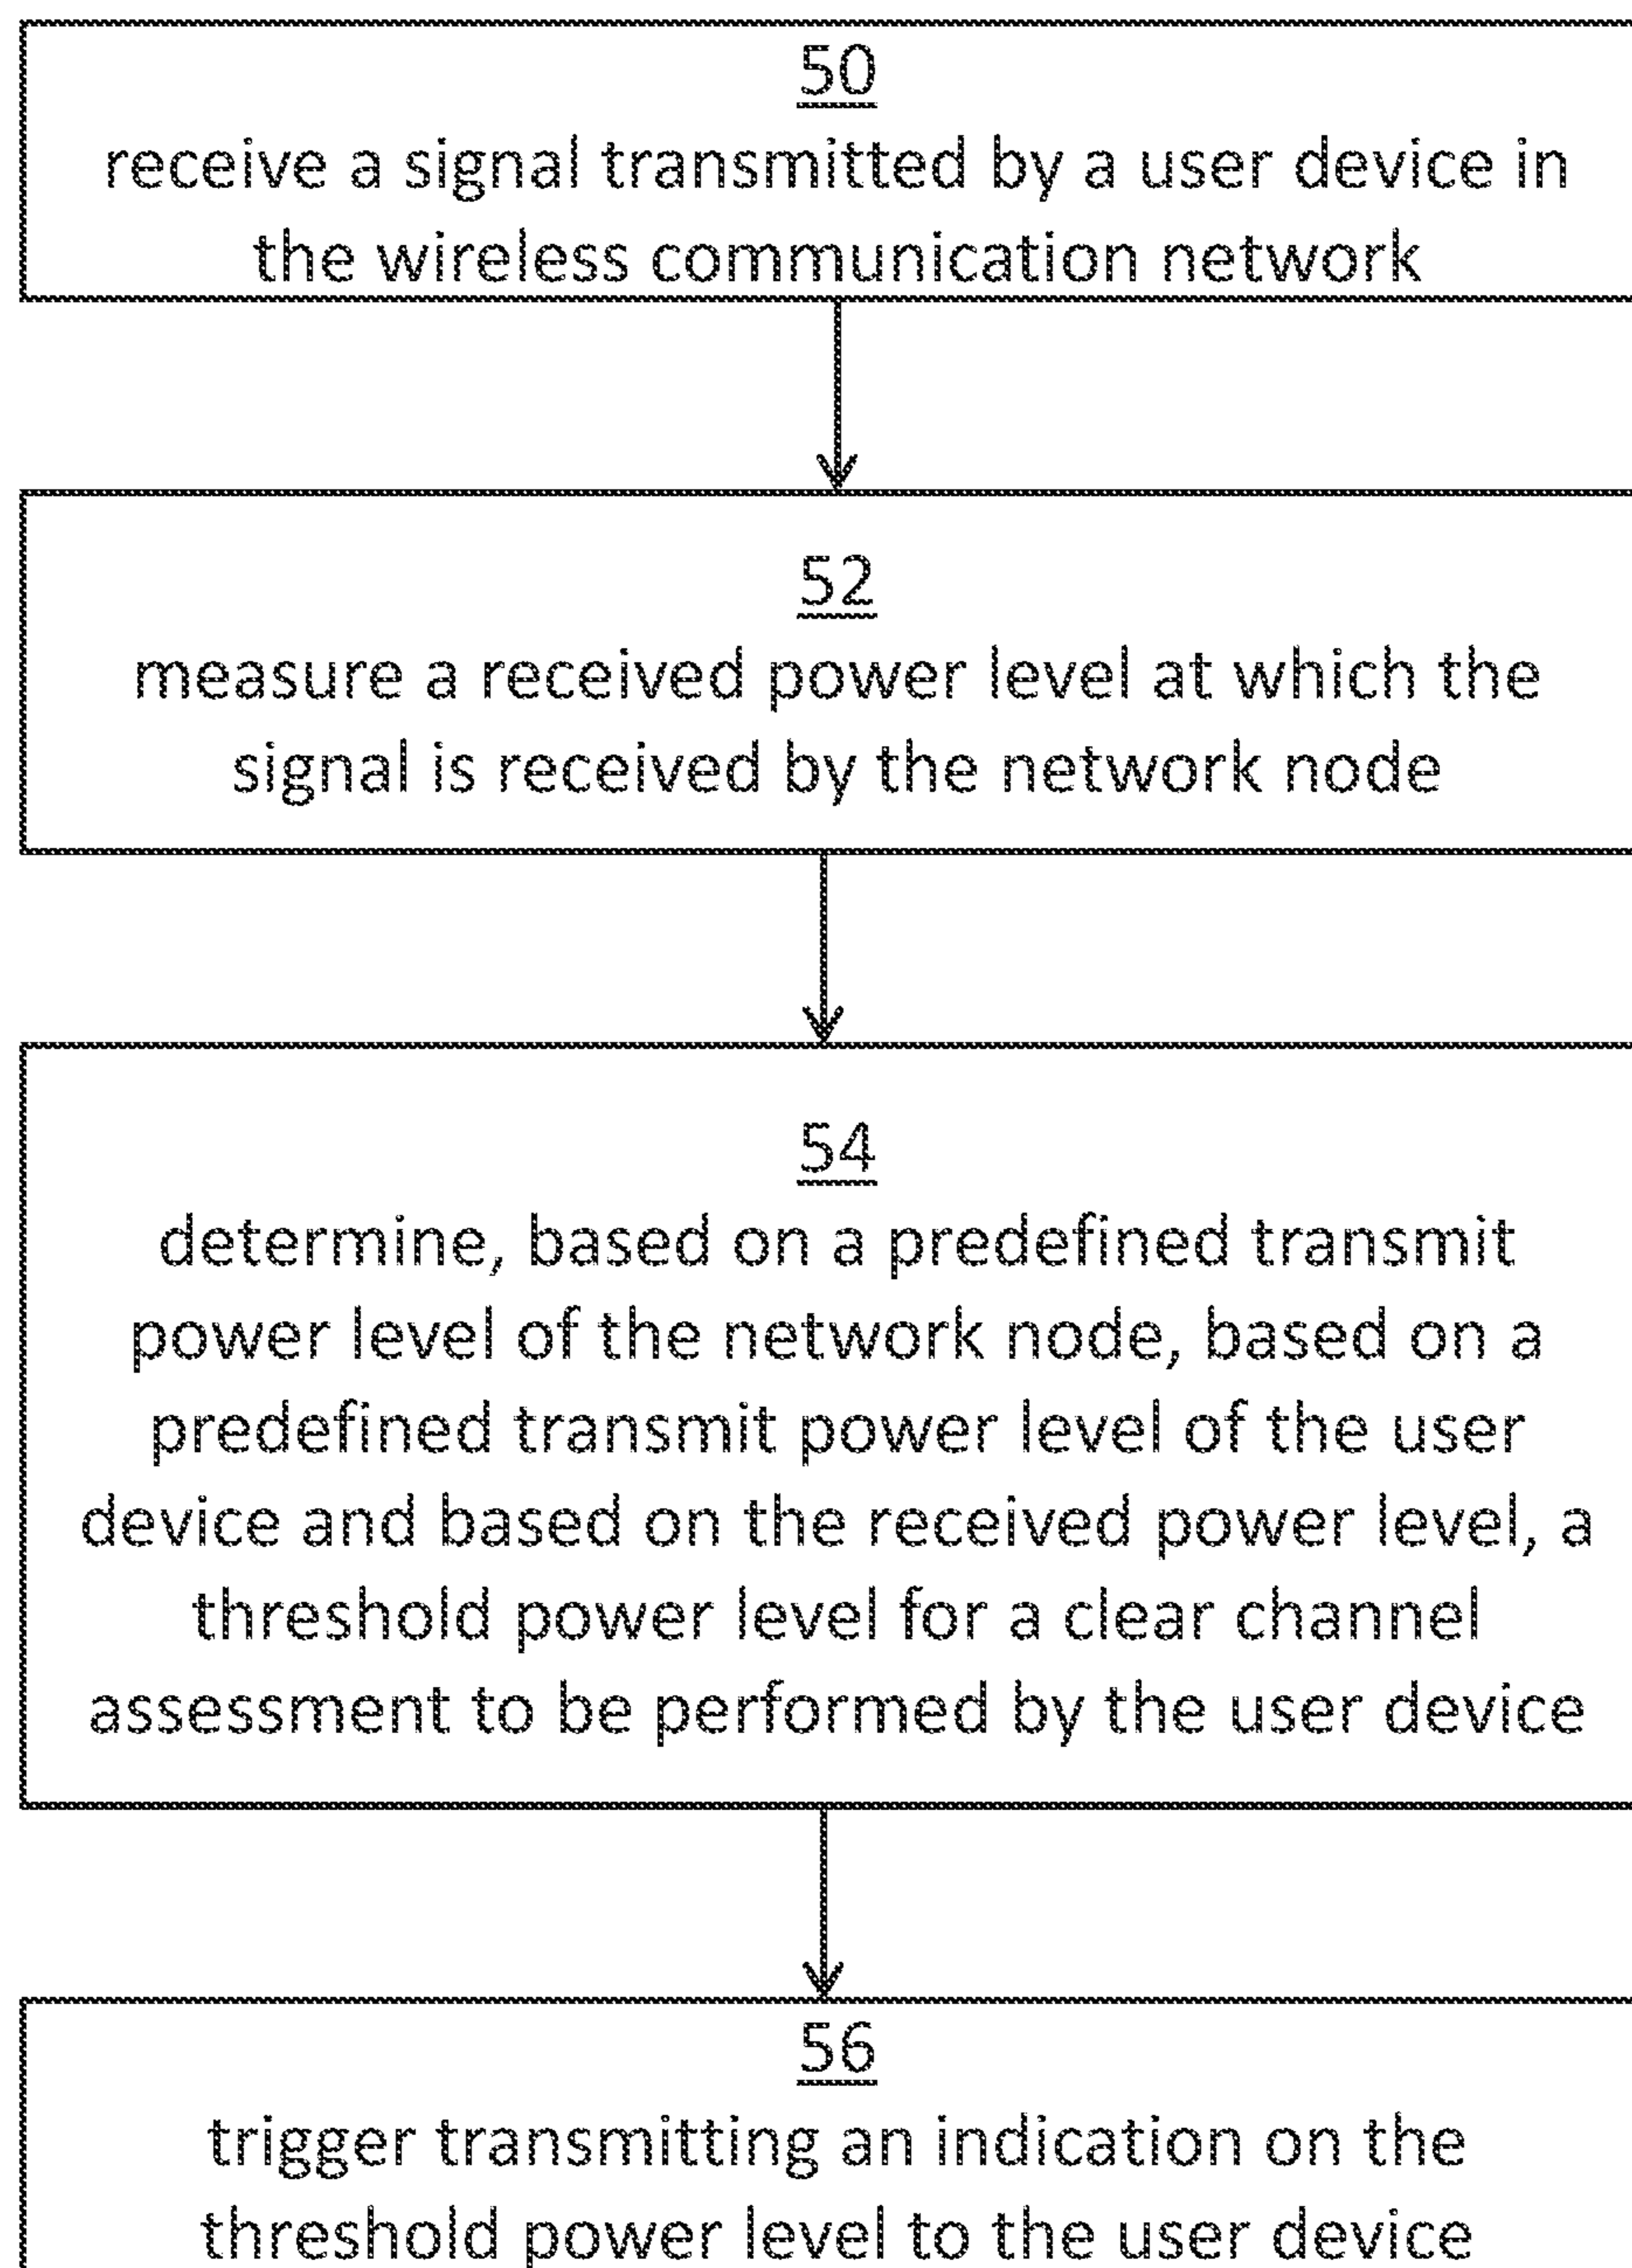 50
receive a signal transmitted by a user device in
the wireless communication network
52
measure a received power level at which the
signal is received by the network node
54
determine, based on a predefined transmit
power level of the network node, based on a
predefined transmit power level of the user
device and based on the received power level, a
threshold power level for a clear channel
assessment to be performed by the user device
56
trigger transmitting an indication on the
threshold power level to the user device